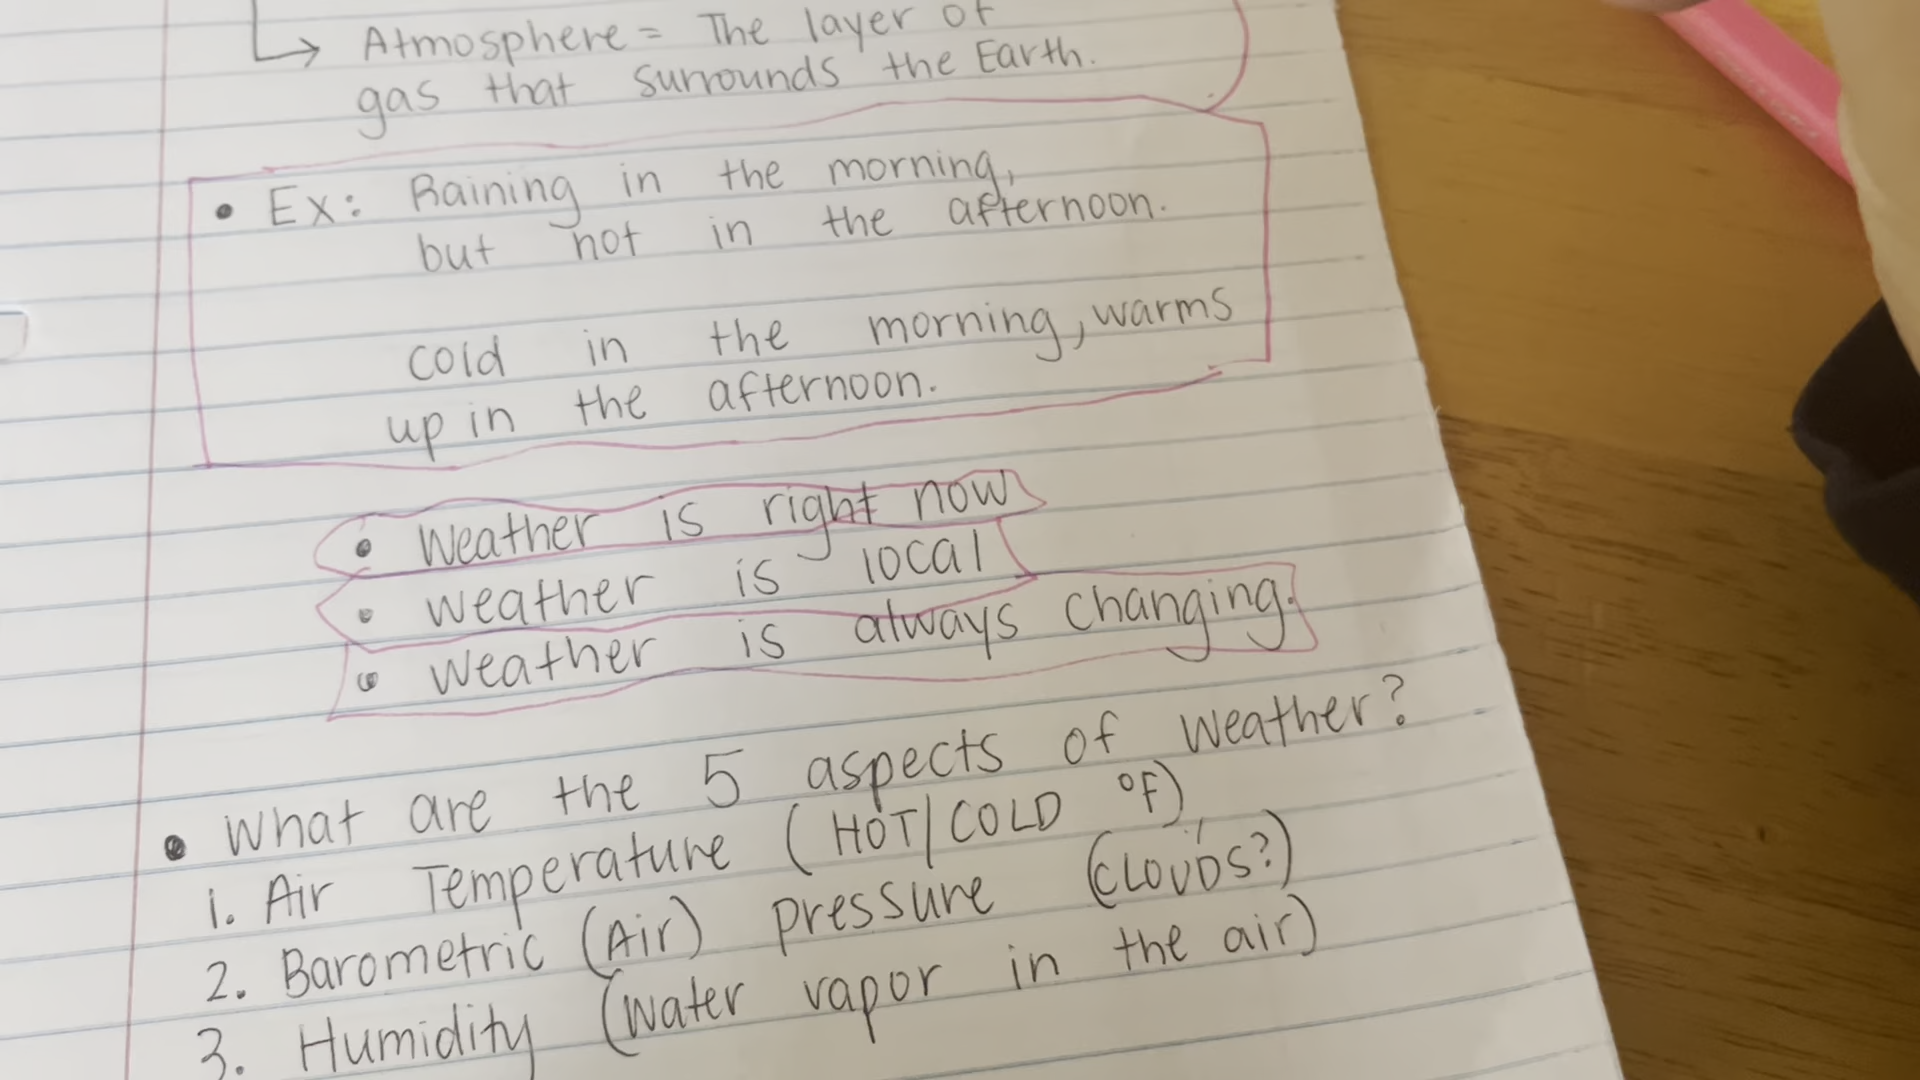 Atmosphere = The layer of
gas that surrounds the Earth.
• Ex: Raining in the morning,
but not in the afternoon.
cold in the morning, warms
up in the afternoon.
• Weather is right now
• weather is local
• weather is always changing.
• What are the 5 aspects of weather?
1. Air Temperature (HOT/COLD °F)
2. Barometric (Air) pressure (CLOUDS?)
3. Humidity (water vapor in the air)